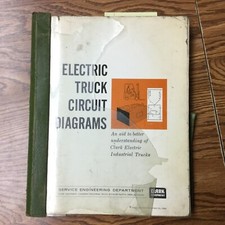 ELECTRIC
TRUCK
CIRCUIT
DIAGRAMS
An aid to better
understanding of
Clark Electric
Industrial Trucks
SERVICE ENGINEERING DEPARTMENT
CLARK